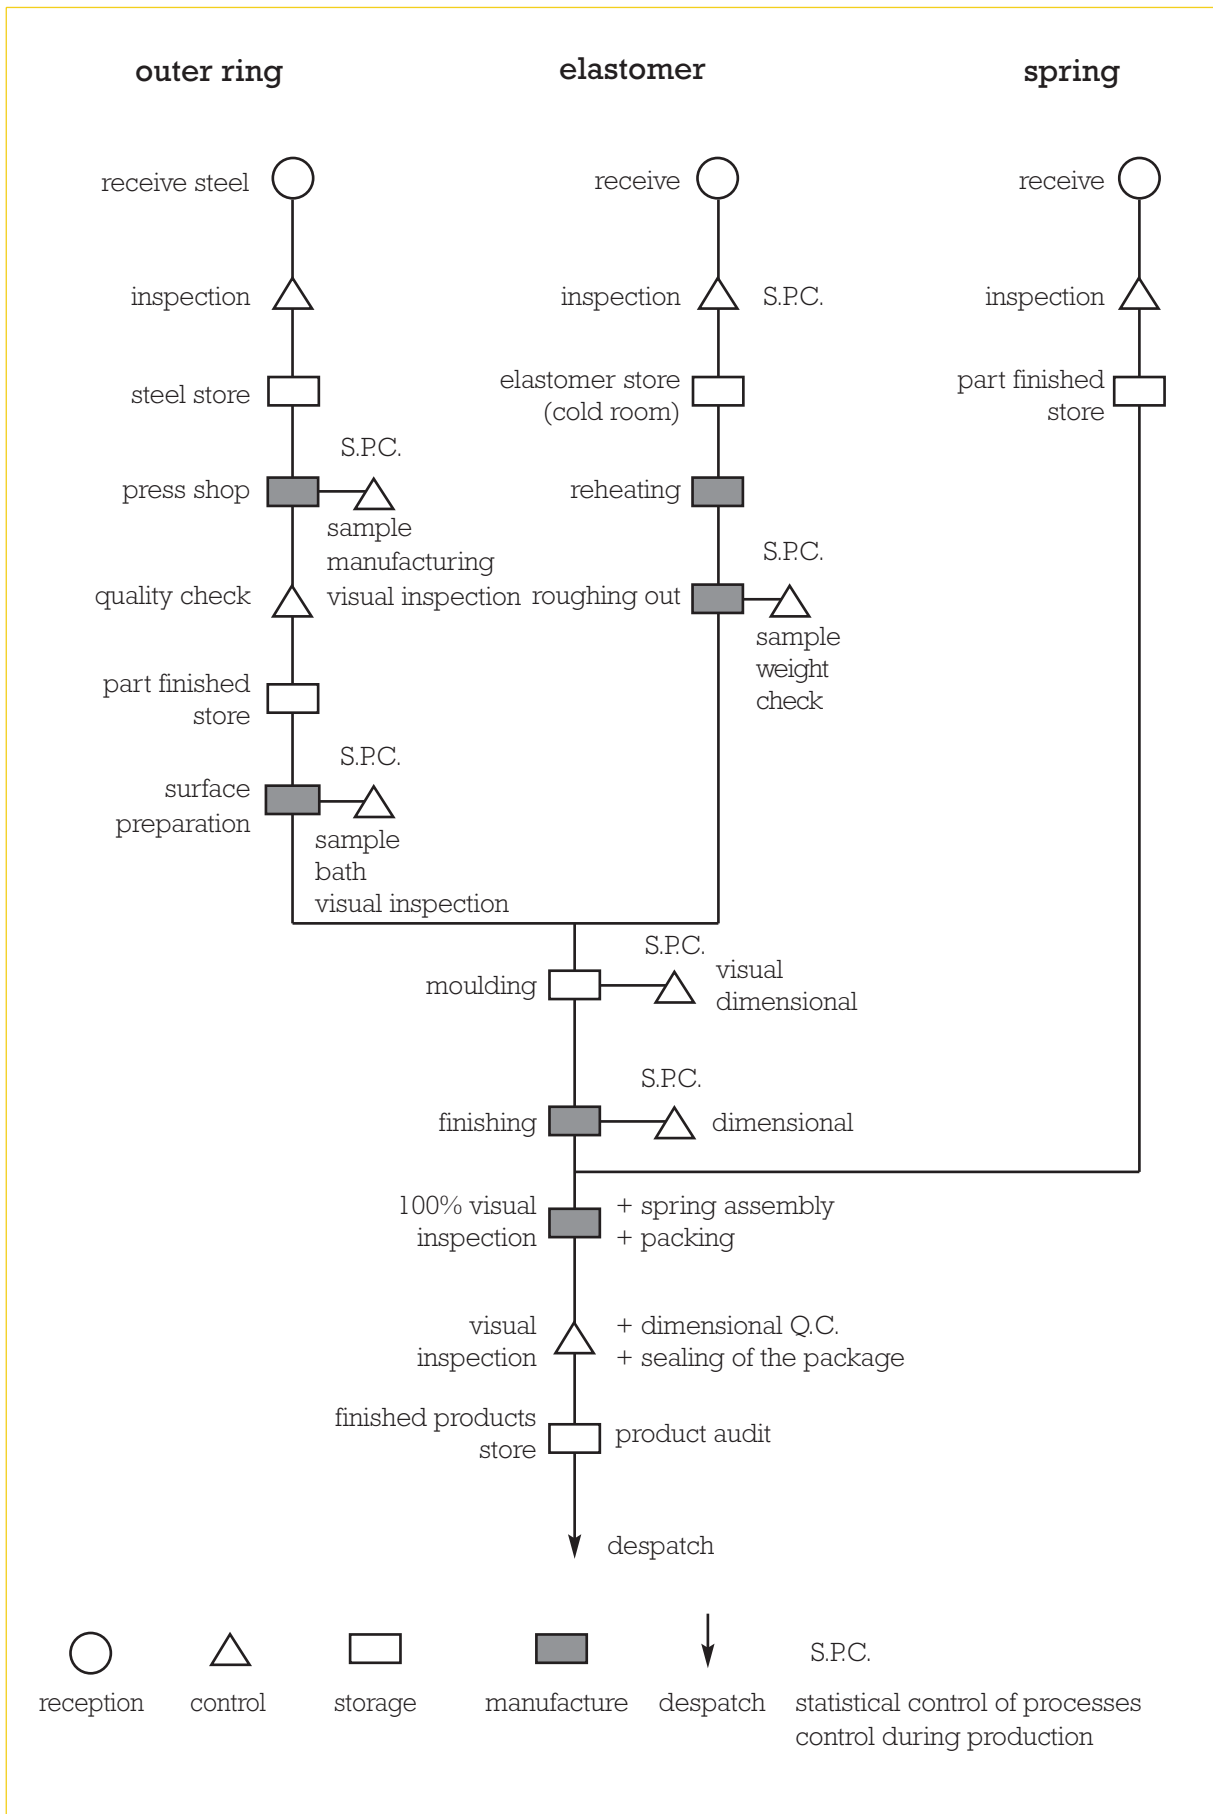 outer ring
elastomer
spring
receive steel
receive
receive
inspection
inspection
S.P.C.
inspection
steel store
elastomer store
(cold room)
part finished
store
S.P.C.
press shop
sample
manufacturing
visual inspection
reheating
S.P.C.
quality check
roughing out
sample
weight
check
part finished
store
S.P.C.
surface
preparation
sample
bath
visual inspection
S.P.C.
moulding
visual
dimensional
S.P.C.
finishing
dimensional
100% visual
inspection
+ spring assembly
+ packing
visual
inspection
+ dimensional Q.C.
+ sealing of the package
finished products
store
product audit
despatch
reception
control
storage
manufacture
despatch
S.P.C.
statistical control of processes
control during production